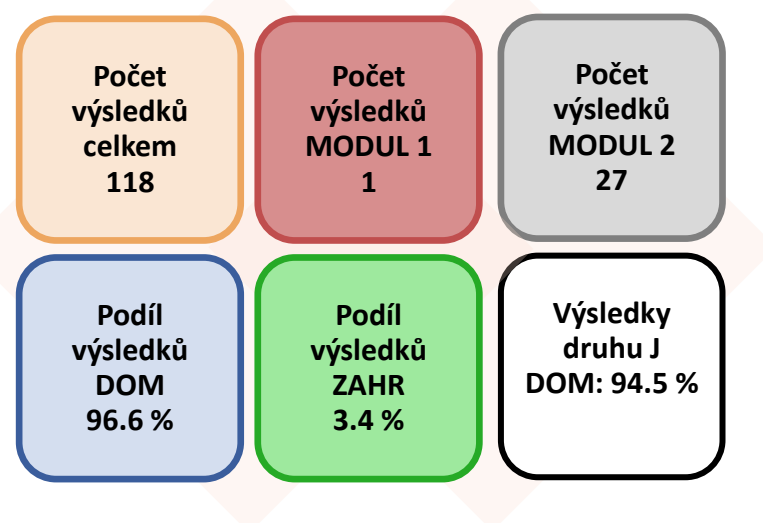 Počet
výsledků
celkem
118
Počet
výsledků
MODUL 1
1
Počet
výsledků
MODUL 2
27
Podíl
výsledků
DOM
96.6 %
Podíl
výsledků
ZAHR
3.4 %
Výsledky
druhu J
DOM: 94.5 %